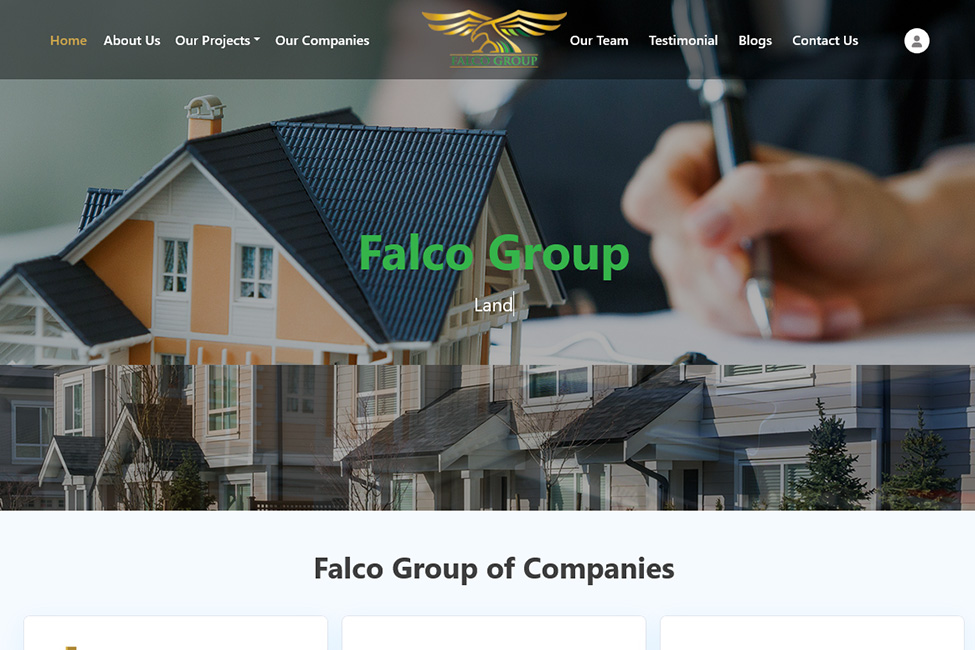 Home About Us Our Projects Our Companies
FALCO GROUP
Our Team Testimonial Blogs Contact Us
Falco Group
Land
Falco Group of Companies